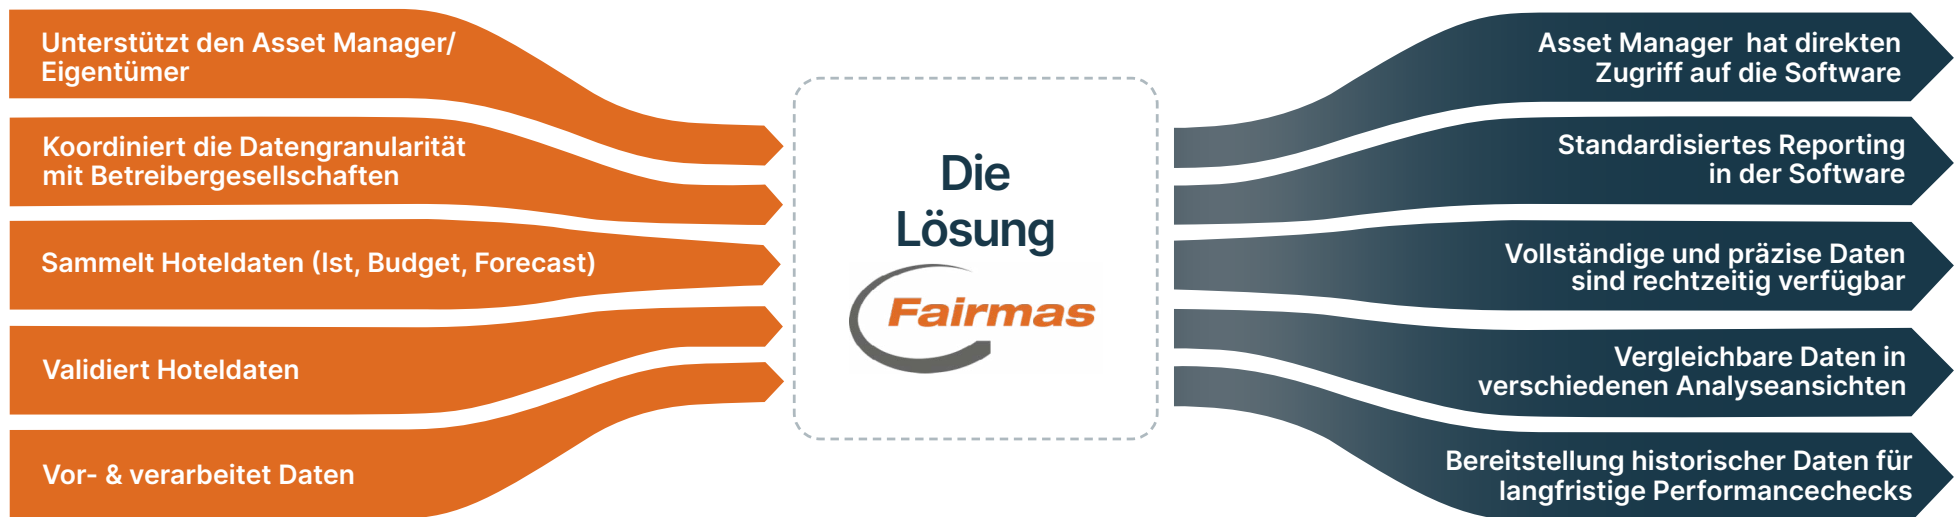 Unterstützt den Asset Manager/
Eigentümer
Koordiniert die Datengranularität
mit Betreibergesellschaften
Sammelt Hoteldaten (Ist, Budget, Forecast)
Validiert Hoteldaten
Vor- & verarbeitet Daten
Die
Lösung
Fairmas
Asset Manager hat direkten
Zugriff auf die Software
Standardisiertes Reporting
in der Software
Vollständige und präzise Daten
sind rechtzeitig verfügbar
Vergleichbare Daten in
verschiedenen Analyseansichten
Bereitstellung historischer Daten für
langfristige Performancechecks